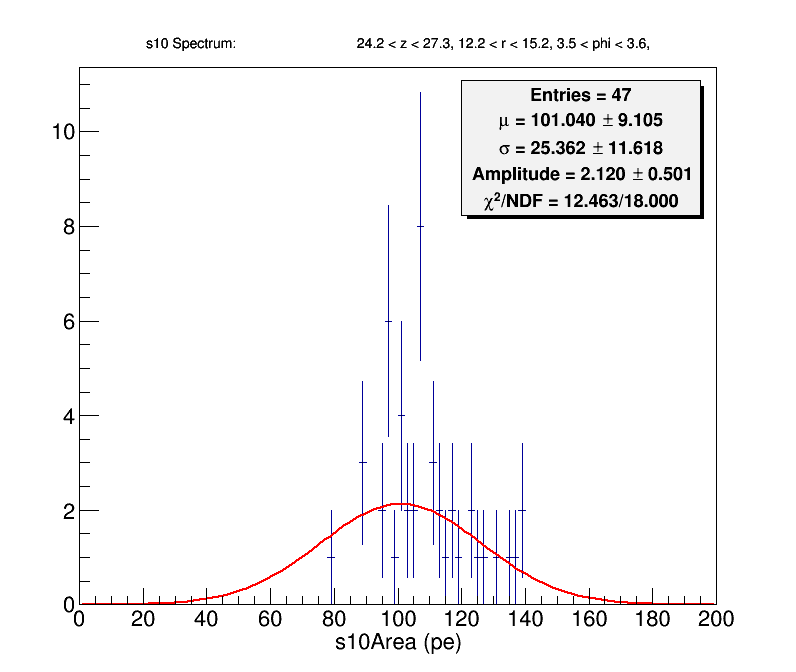 s10 Spectrum: 24.2 < z < 27.3, 12.2 < r < 15.2, 3.5 < phi < 3.6,
Entries = 47
μ = 101.040 ± 9.105
σ = 25.362 ± 11.618
Amplitude = 2.120 ± 0.501
χ²/NDF = 12.463/18.000
10
8
6
4
2
0
0 20 40 60 80 100 120 140 160 180 200
s10Area (pe)